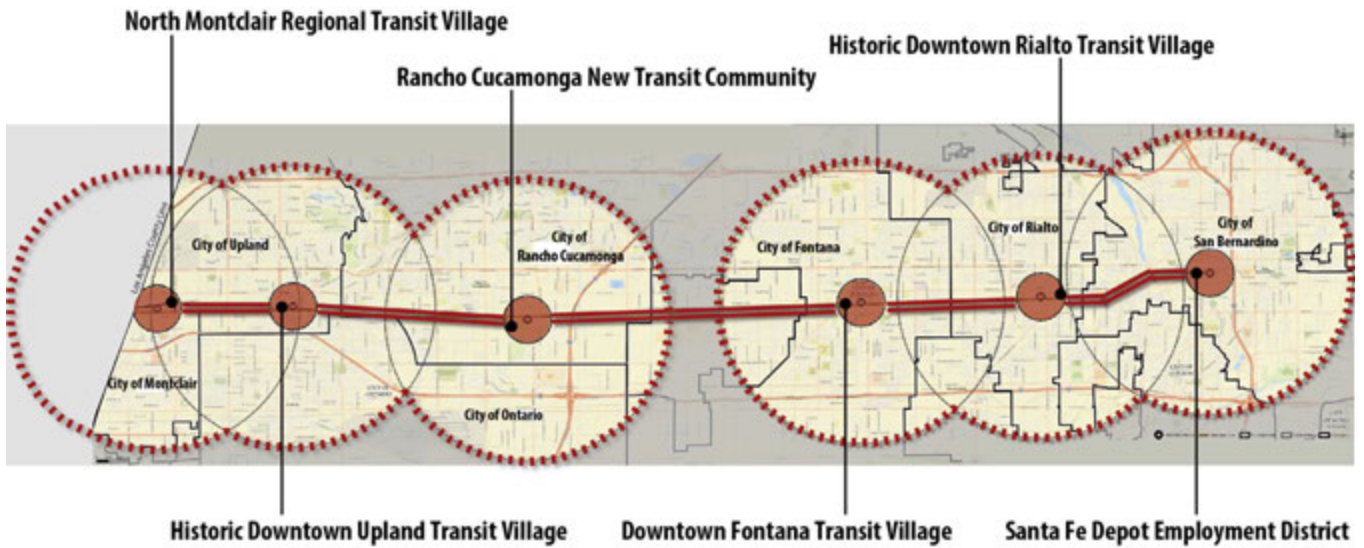 North Montclair Regional Transit Village
Historic Downtown Rialto Transit Village
Rancho Cucamonga New Transit Community
Los Angeles County Line
City of Upland
City of
Rancho Cucamonga
City of Fontana
City of Rialto
City of
San Bernardino
City of Montclair
City of Ontario
Historic Downtown Upland Transit Village
Downtown Fontana Transit Village
Santa Fe Depot Employment District